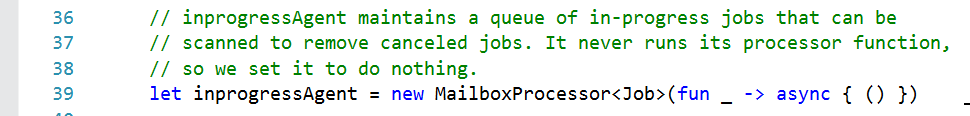 36 // inprogressAgent maintains a queue of in-progress jobs that can be
37 // scanned to remove canceled jobs. It never runs its processor function,
38 // so we set it to do nothing.
39 let inprogressAgent = new MailboxProcessor<Job>(fun _ -> async { () })